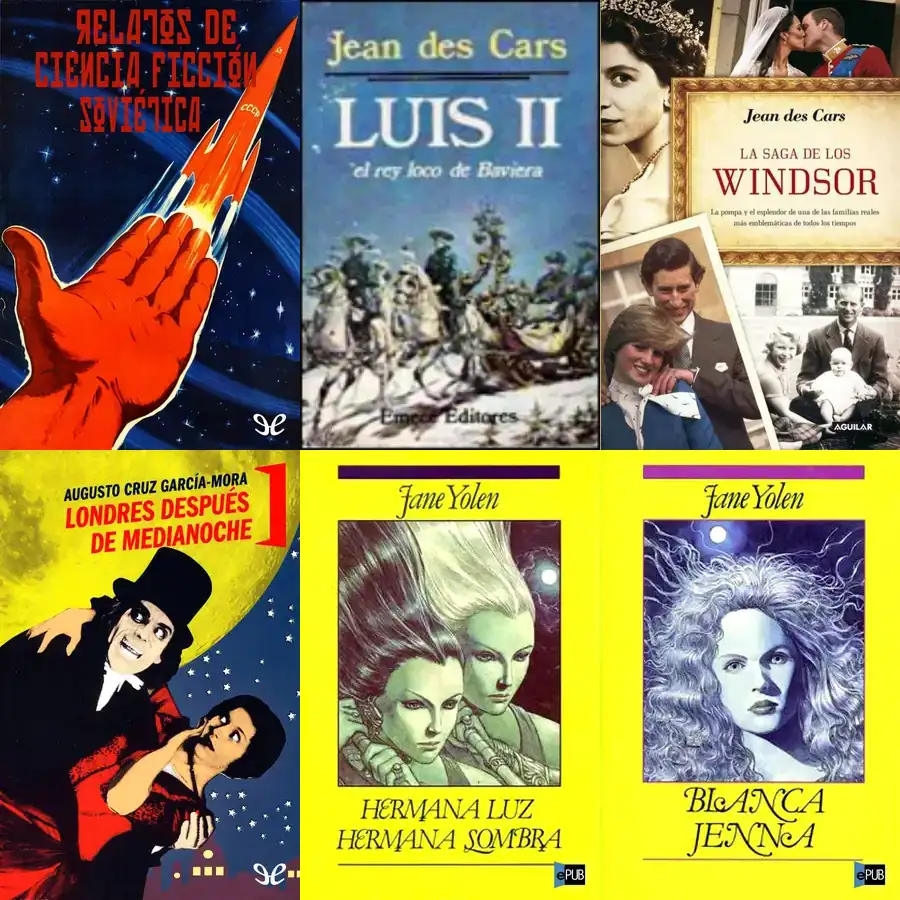 RELATOS DE
CIENCIA FICCIÓN
SOVIÉTICA
CCCP
Jean des Cars
LUIS II
el rey loco de Baviera
Emecé Editores
Jean des Cars
LA SAGA DE LOS
WINDSOR
La pompa y el esplendor de una de las familias reales
más emblemáticas de todos los tiempos
AGUILAR
AUGUSTO CRUZ GARCÍA-MORA
LONDRES DESPUÉS
DE MEDIANOCHE
Jane Yolen
HERMANA LUZ
HERMANA SOMBRA
ePUB
Jane Yolen
BLANCA
JENNA
ePUB